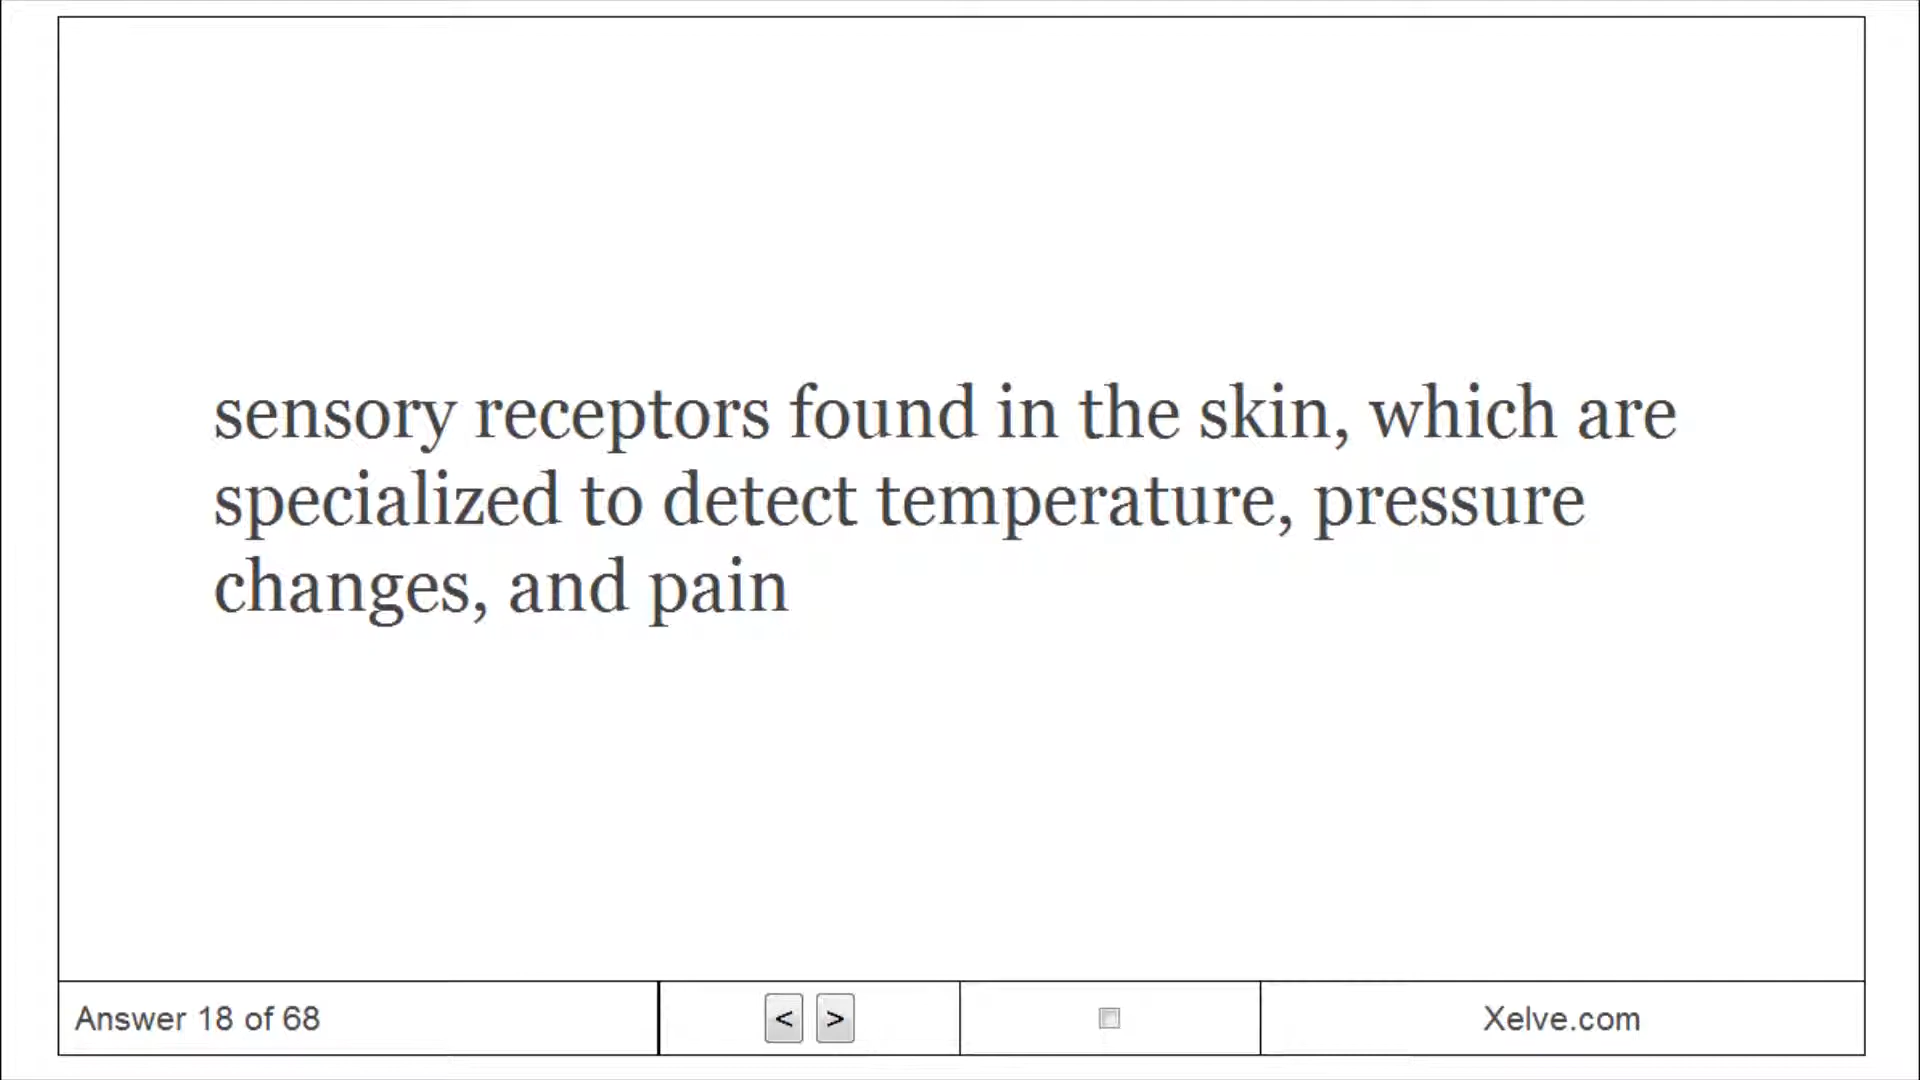 sensory receptors found in the skin, which are
specialized to detect temperature, pressure
changes, and pain
Answer 18 of 68
< >
Xelve.com